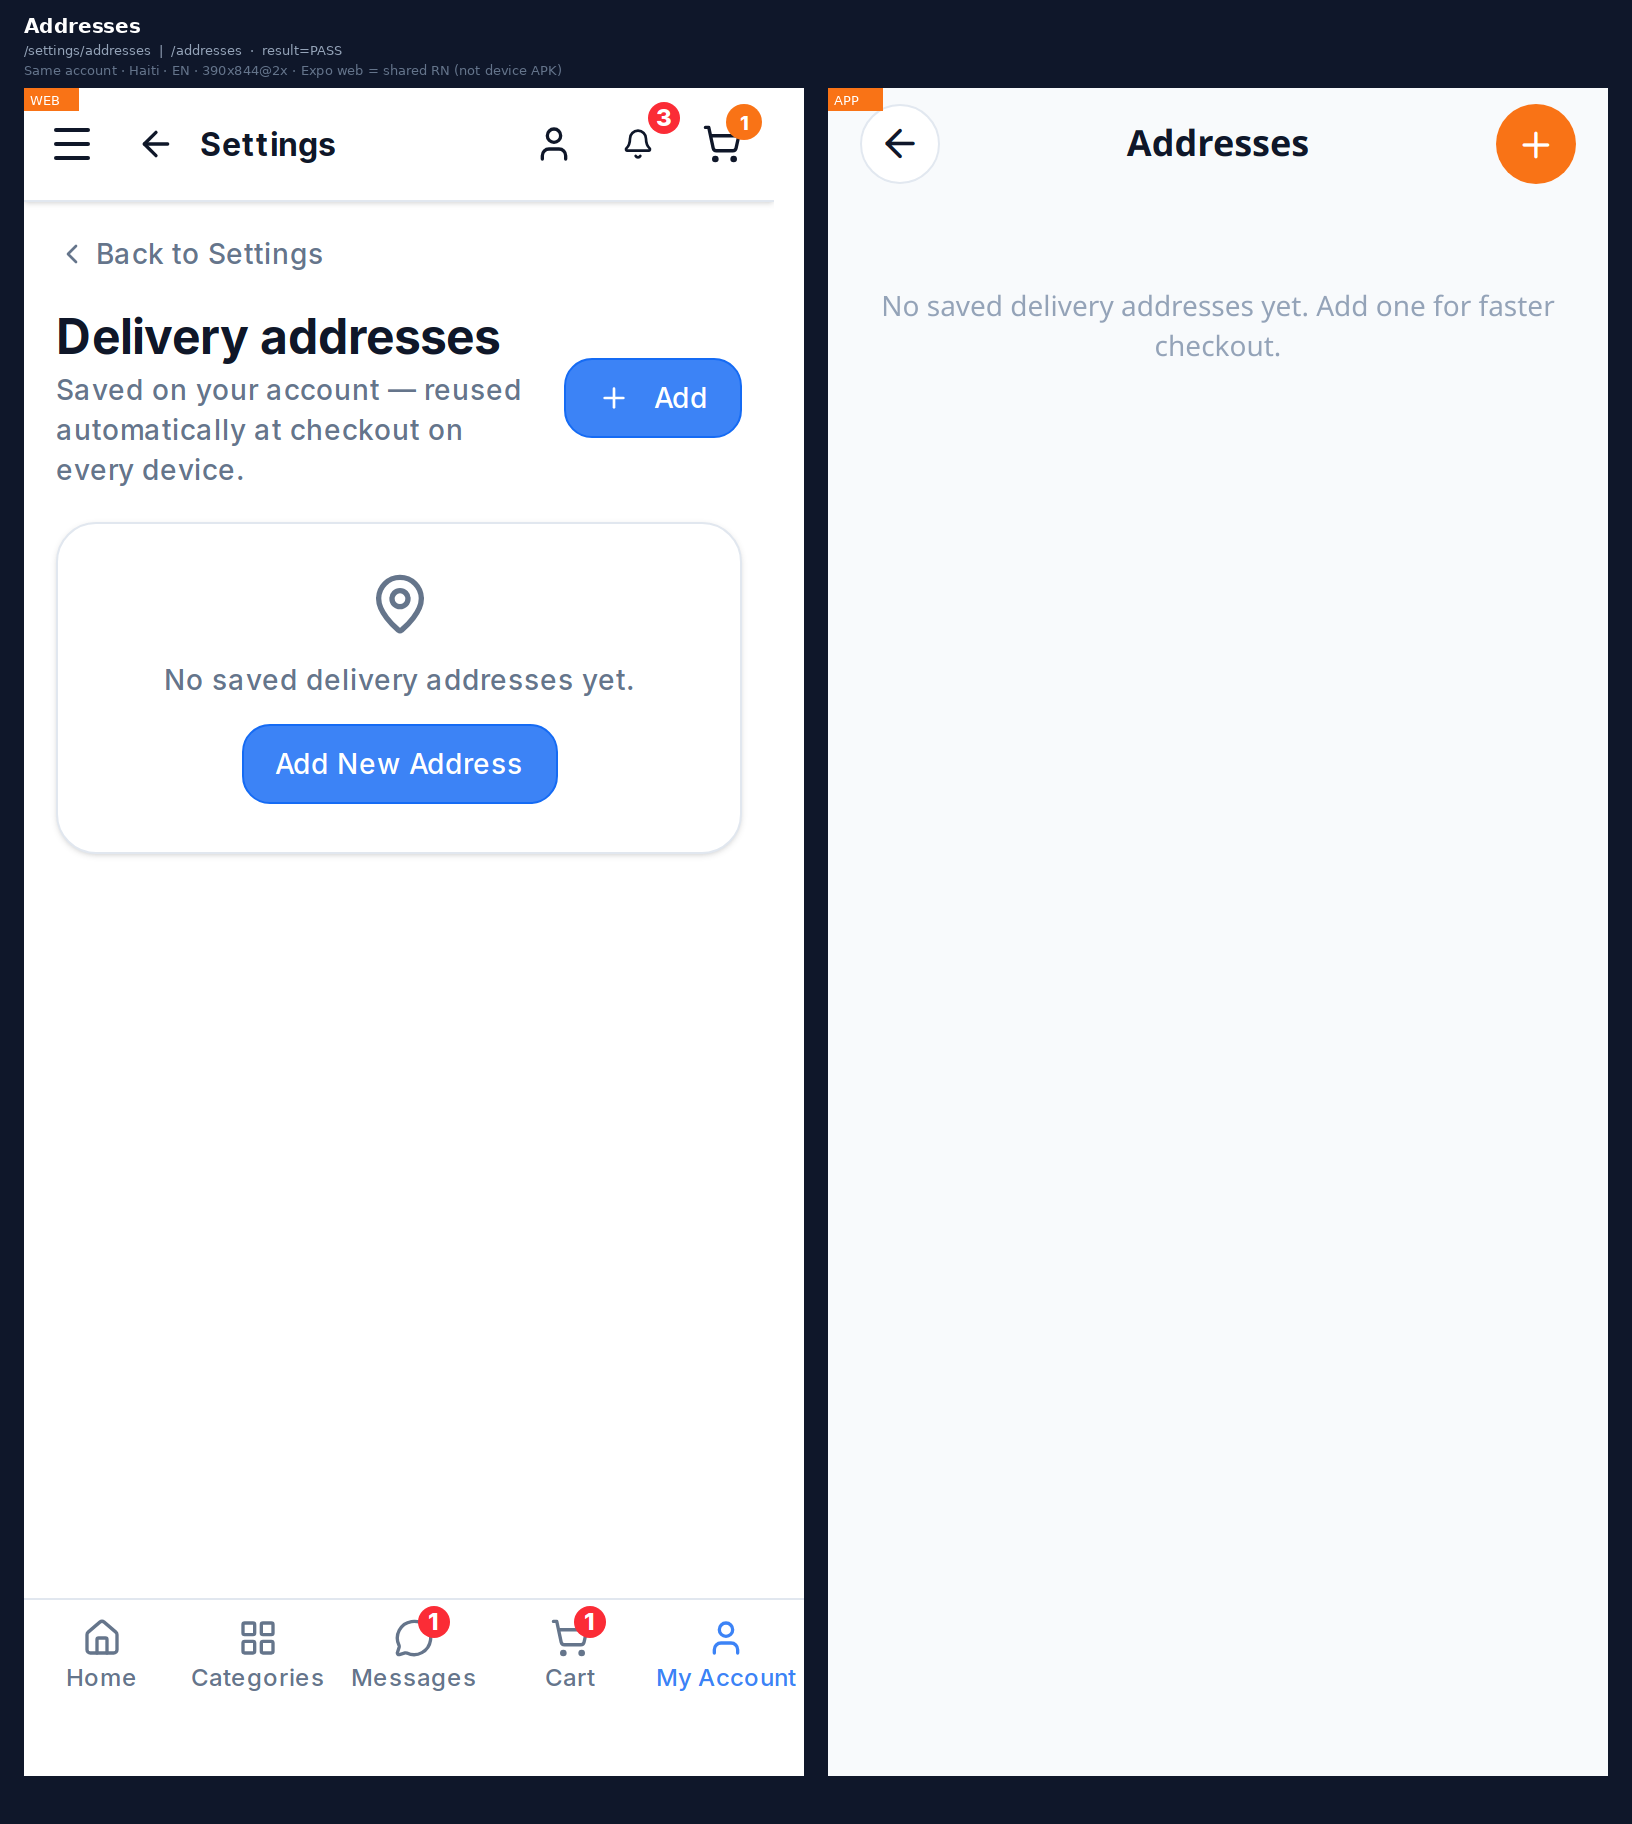 Addresses
/settings/addresses | /addresses · result=PASS
Same account · Haiti · EN · 390x844@2x · Expo web = shared RN (not device APK)
WEB
Settings
3
1
Back to Settings
Delivery addresses
Saved on your account — reused
automatically at checkout on
every device.
Add
No saved delivery addresses yet.
Add New Address
Home
Categories
1
Messages
1
Cart
My Account
APP
Addresses
No saved delivery addresses yet. Add one for faster
checkout.